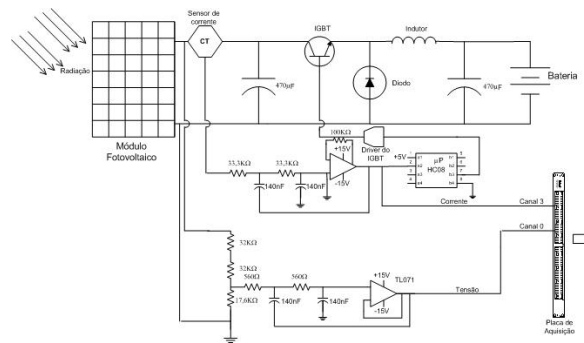 Sensor de
corrente
CT
IGBT
Indutor
Radiação
470μF
Diodo
470μF
Bateria
Módulo
Fotovoltaico
100KΩ
+15V
Driver do
IGBT
-15V
+5V
μP
HC08
33,3KΩ
33,3KΩ
140nF
140nF
Corrente
Canal 3
Canal 0
32KΩ
32KΩ
560Ω
560Ω
17,6KΩ
140nF
140nF
+15V
TL071
-15V
Tensão
Placa de
Aquisição